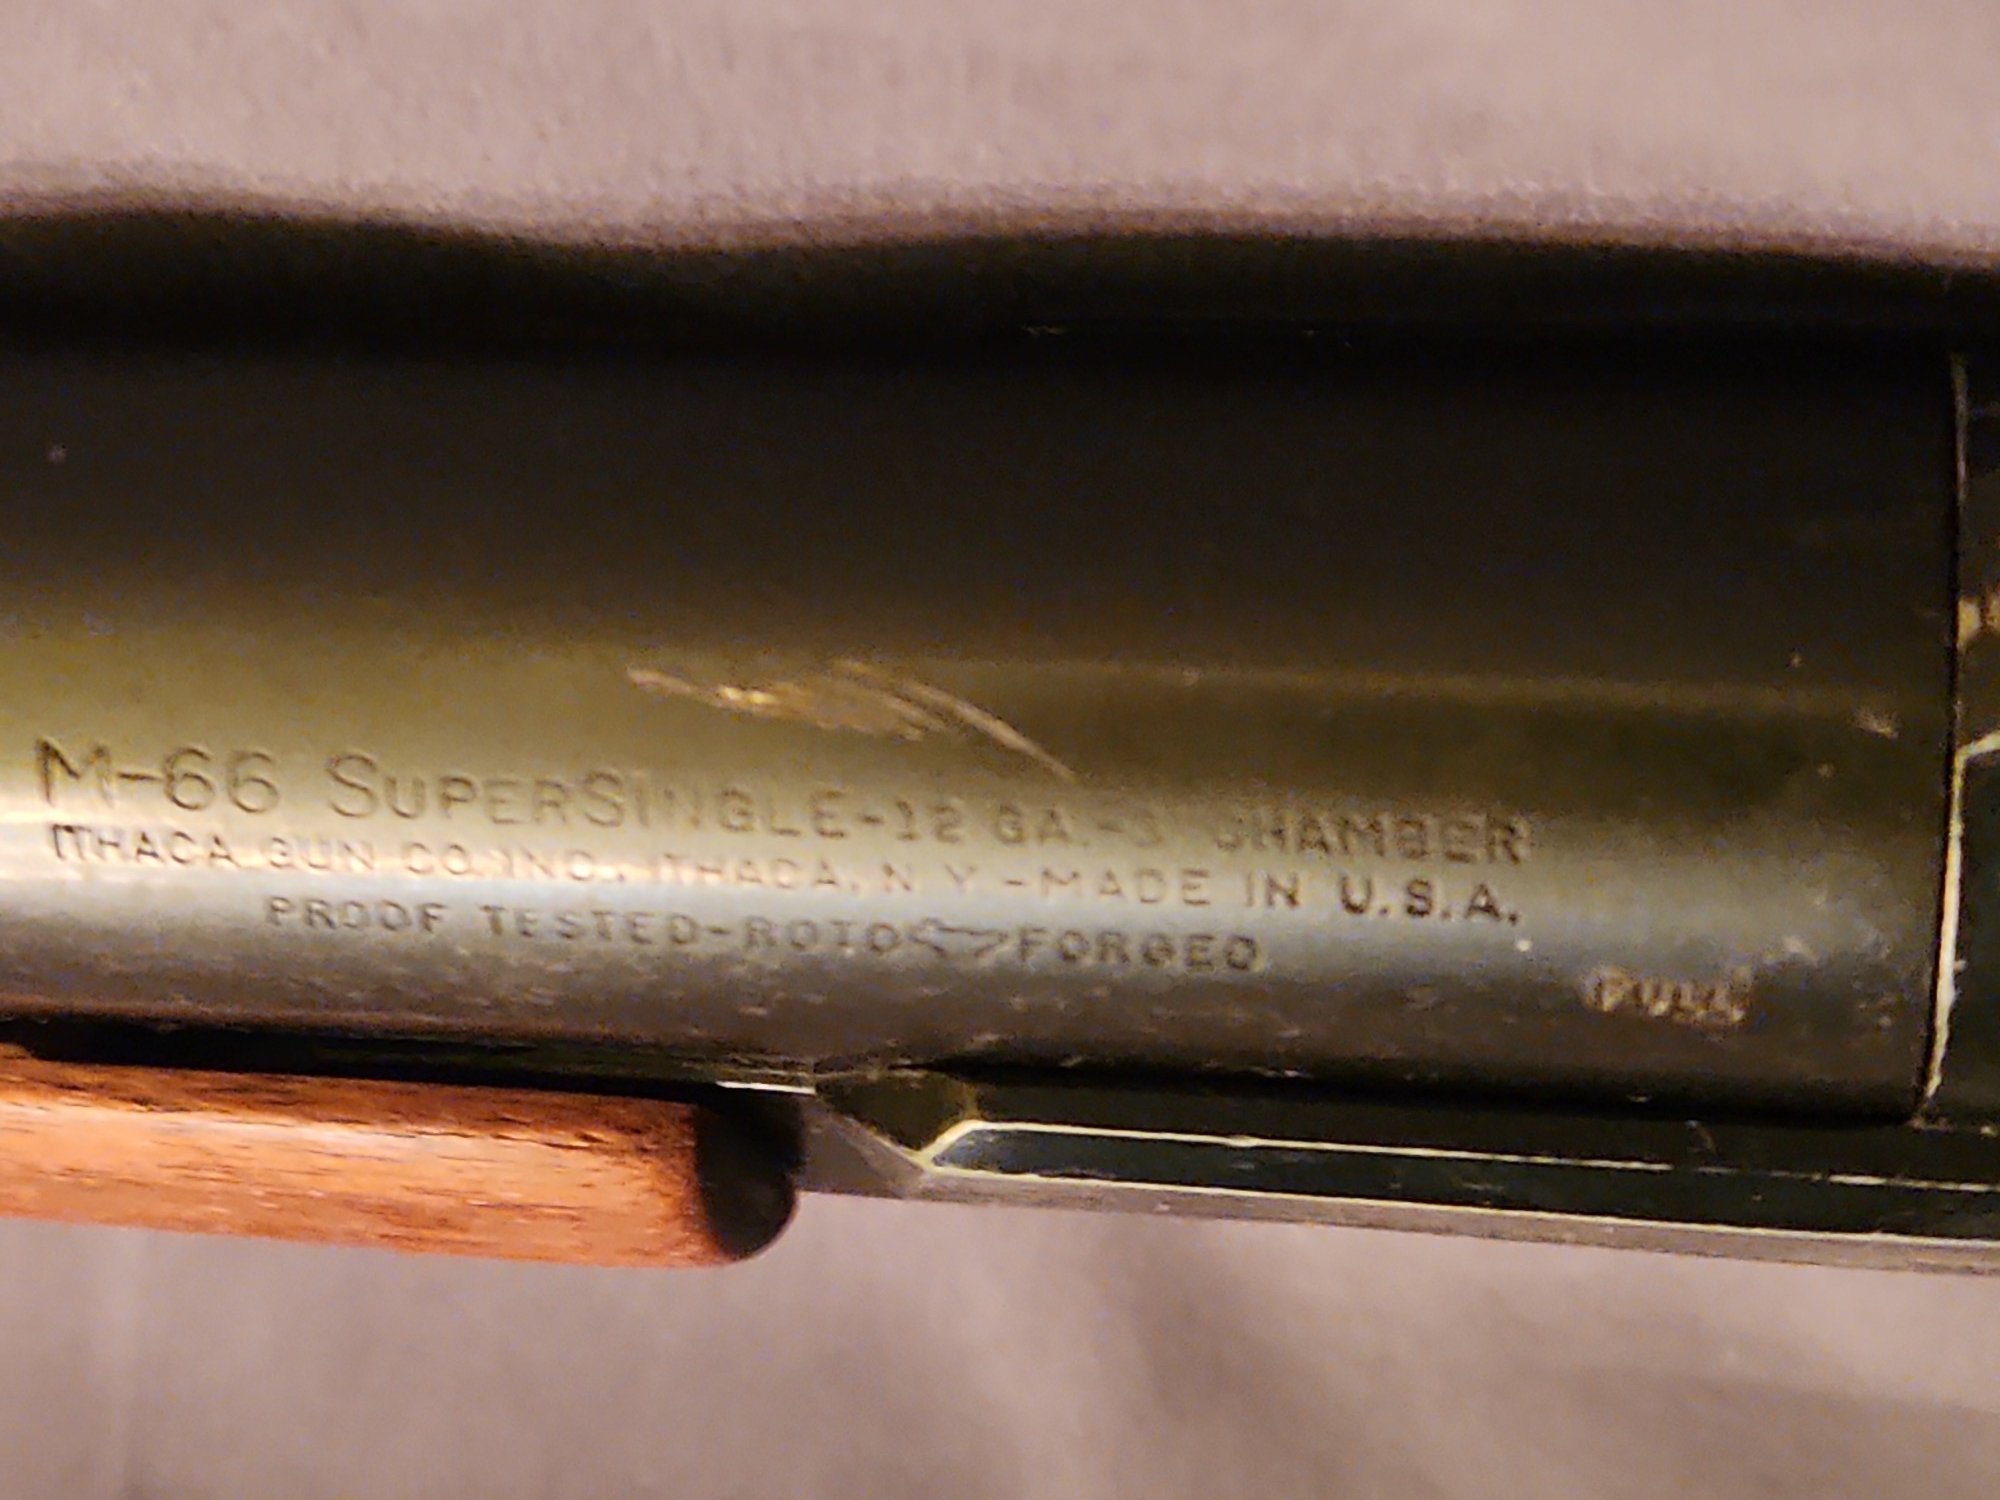 M-66 SUPERSINGLE-12 GA.-3 CHAMBER
ITHACA GUN CO. INC., ITHACA, N Y - MADE IN U.S.A.
PROOF TESTED-ROTO FORGED
FULL